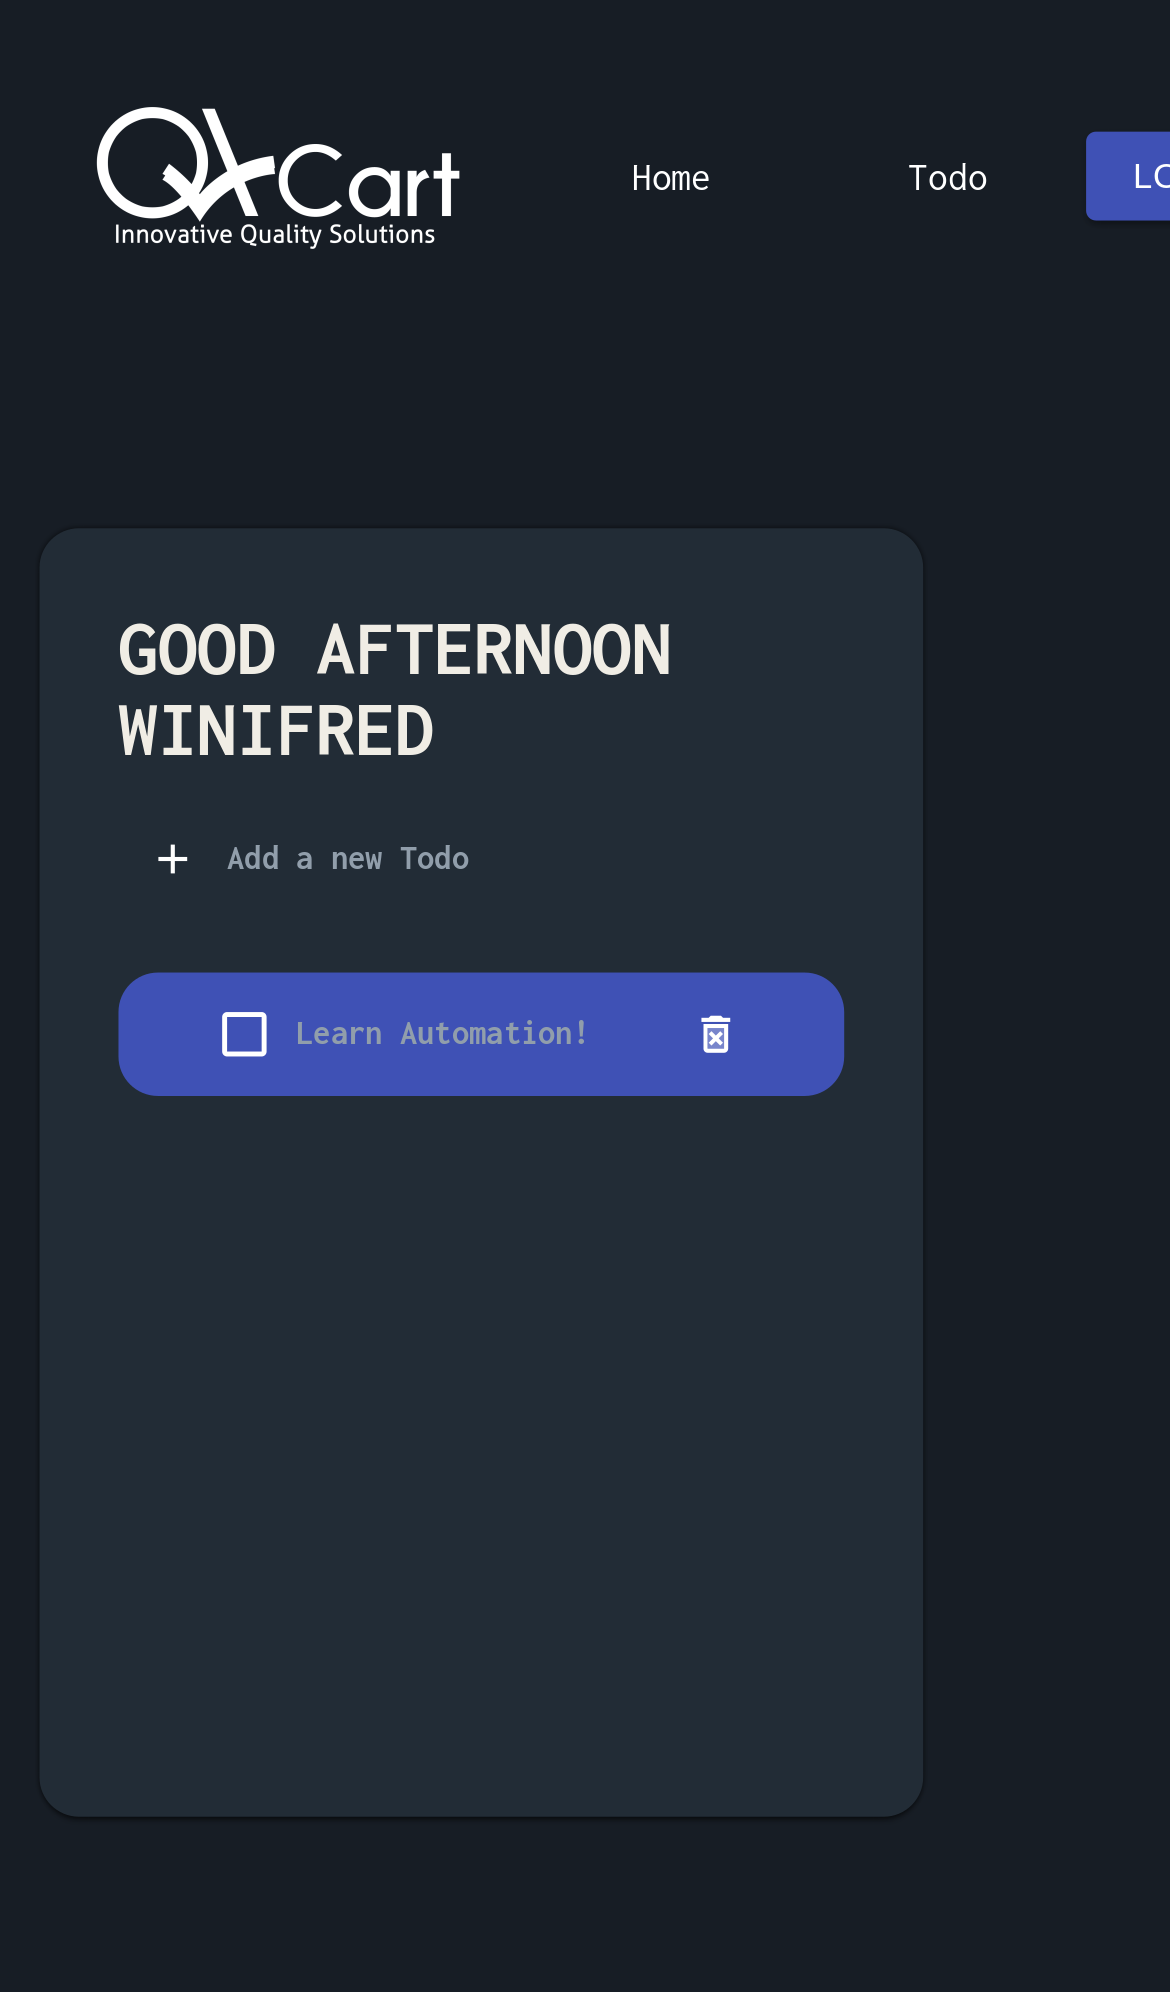 QACart
Innovative Quality Solutions
Home
Todo
LO
GOOD AFTERNOON
WINIFRED
Add a new Todo
Learn Automation!